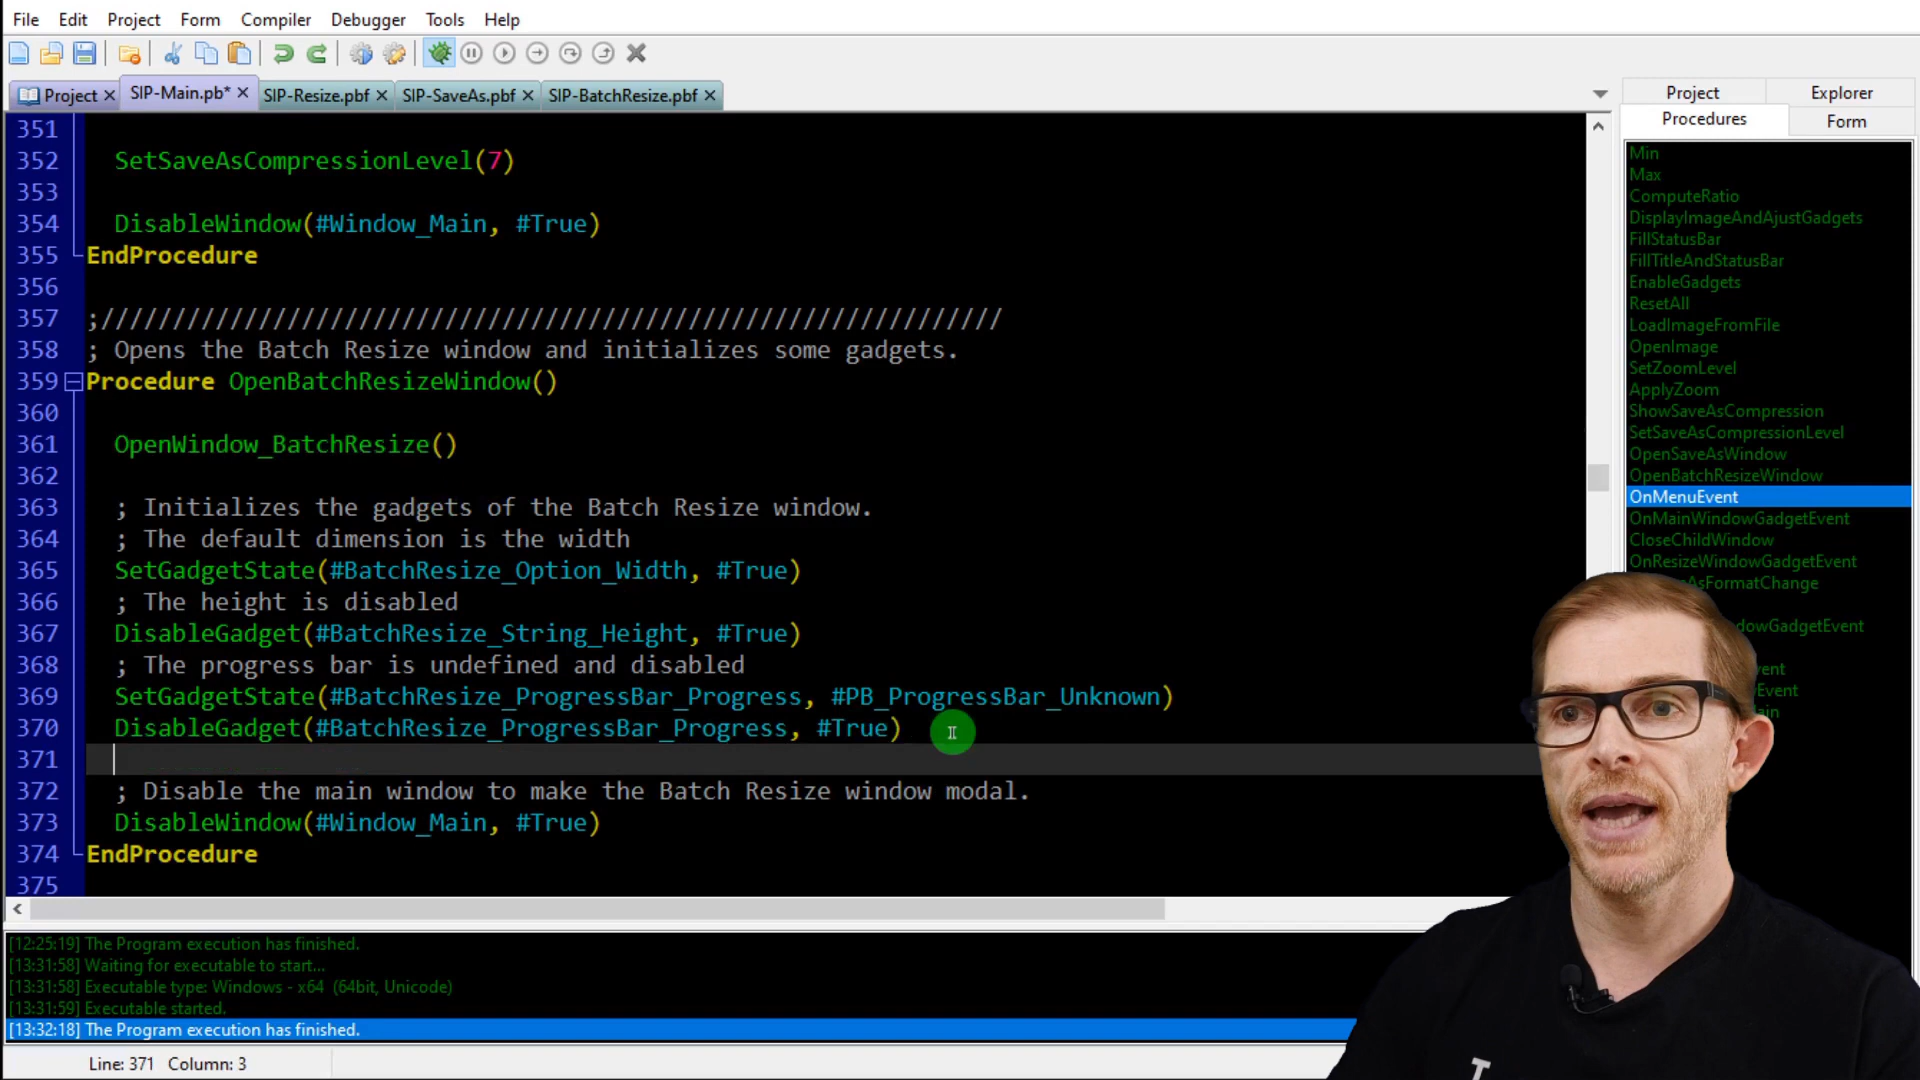 File Edit Project Form Compiler Debugger Tools Help
Project SIP-Main.pb* SIP-Resize.pbf SIP-SaveAs.pbf SIP-BatchResize.pbf
351
352 SetSaveAsCompressionLevel(7)
353
354 DisableWindow(#Window_Main, #True)
355 EndProcedure
356
357 ;///////////////////////////////////////////////////////////////
358 ; Opens the Batch Resize window and initializes some gadgets.
359 Procedure OpenBatchResizeWindow()
360
361 OpenWindow_BatchResize()
362
363 ; Initializes the gadgets of the Batch Resize window.
364 ; The default dimension is the width
365 SetGadgetState(#BatchResize_Option_Width, #True)
366 ; The height is disabled
367 DisableGadget(#BatchResize_String_Height, #True)
368 ; The progress bar is undefined and disabled
369 SetGadgetState(#BatchResize_ProgressBar_Progress, #PB_ProgressBar_Unknown)
370 DisableGadget(#BatchResize_ProgressBar_Progress, #True)
371
372 ; Disable the main window to make the Batch Resize window modal.
373 DisableWindow(#Window_Main, #True)
374 EndProcedure
375
Project Explorer
Procedures Form
Min
Max
ComputeRatio
DisplayImageAndAjustGadgets
FillStatusBar
FillTitleAndStatusBar
EnableGadgets
ResetAll
LoadImageFromFile
OpenImage
SetZoomLevel
ApplyZoom
ShowSaveAsCompression
SetSaveAsCompressionLevel
OpenSaveAsWindow
OpenBatchResizeWindow
OnMenuEvent
OnMainWindowGadgetEvent
CloseChildWindow
OnResizeWindowGadgetEvent
AsFormatChange
dowGadgetEvent
vent
Event
ain
[12:25:19] The Program execution has finished.
[13:31:58] Waiting for executable to start...
[13:31:58] Executable type: Windows - x64 (64bit, Unicode)
[13:31:59] Executable started.
[13:32:18] The Program execution has finished.
Line: 371 Column: 3